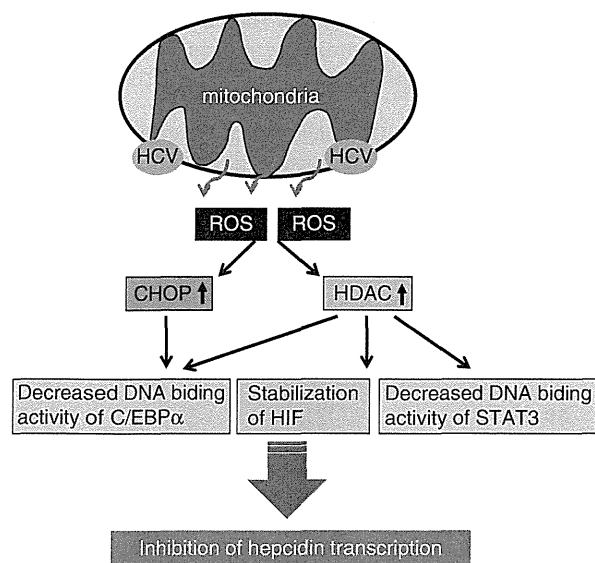 mitochondria
HCV
HCV
ROS
ROS
CHOP
HDAC
Decreased DNA biding
activity of C/EBPα
Stabilization
of HIF
Decreased DNA biding
activity of STAT3
Inhibition of hepcidin transcription